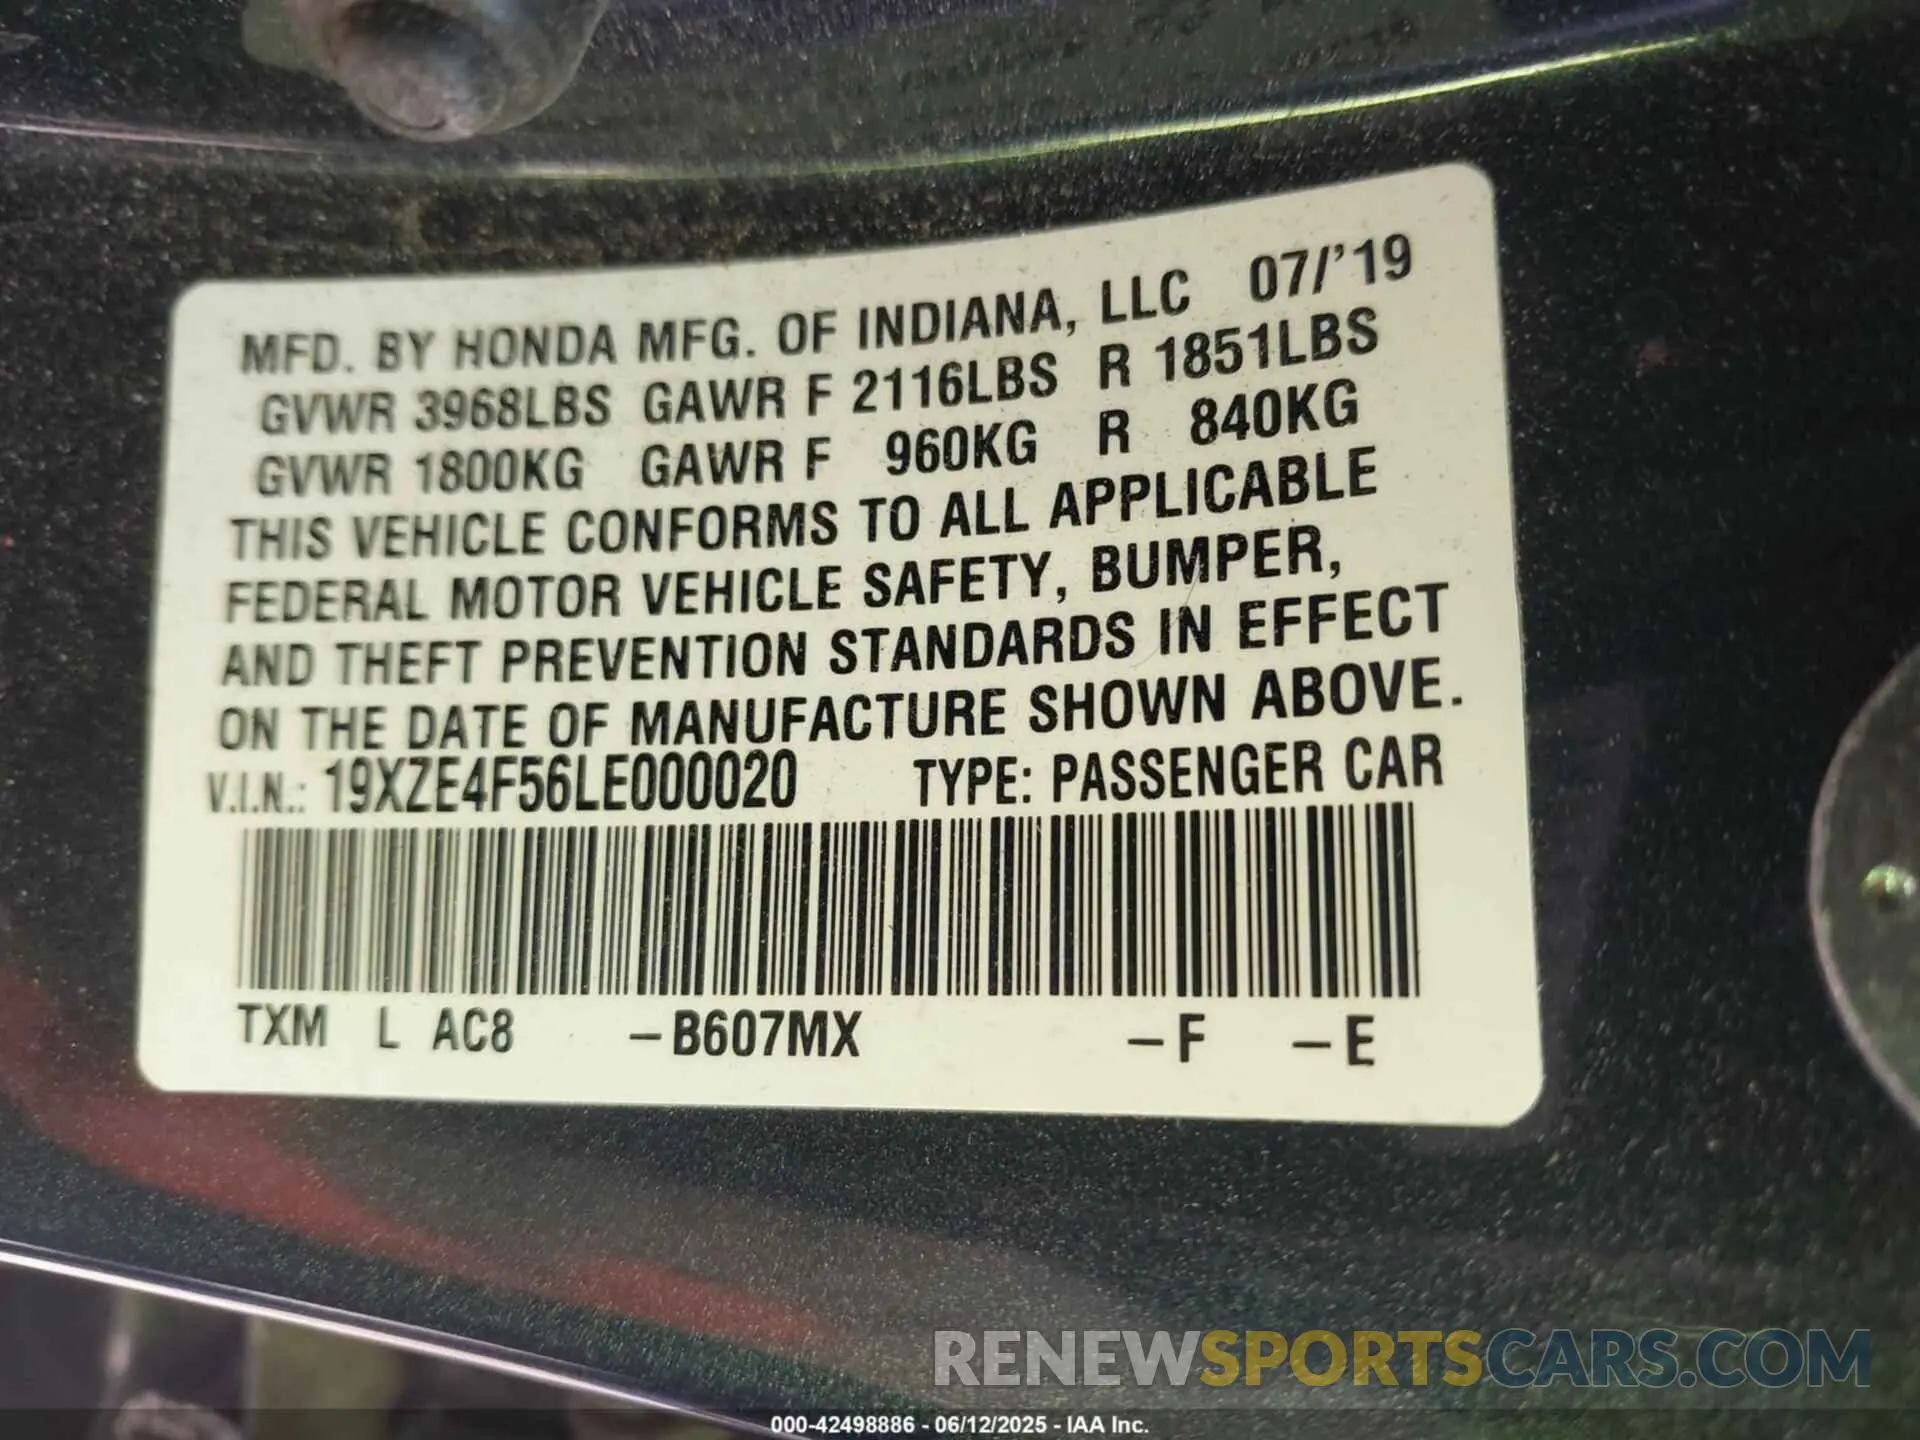 MFD. BY HONDA MFG. OF INDIANA, LLC 07/'19
GVWR 3968LBS GAWR F 2116LBS R 1851LBS
GVWR 1800KG GAWR F 960KG R 840KG
THIS VEHICLE CONFORMS TO ALL APPLICABLE
FEDERAL MOTOR VEHICLE SAFETY, BUMPER,
AND THEFT PREVENTION STANDARDS IN EFFECT
ON THE DATE OF MANUFACTURE SHOWN ABOVE.
V.I.N.: 19XZE4F56LE000020 TYPE: PASSENGER CAR
TXM L AC8 –B607MX –F –E
RENEWSPORTSCARS.COM
000-42498886 - 06/12/2025 - IAA Inc.